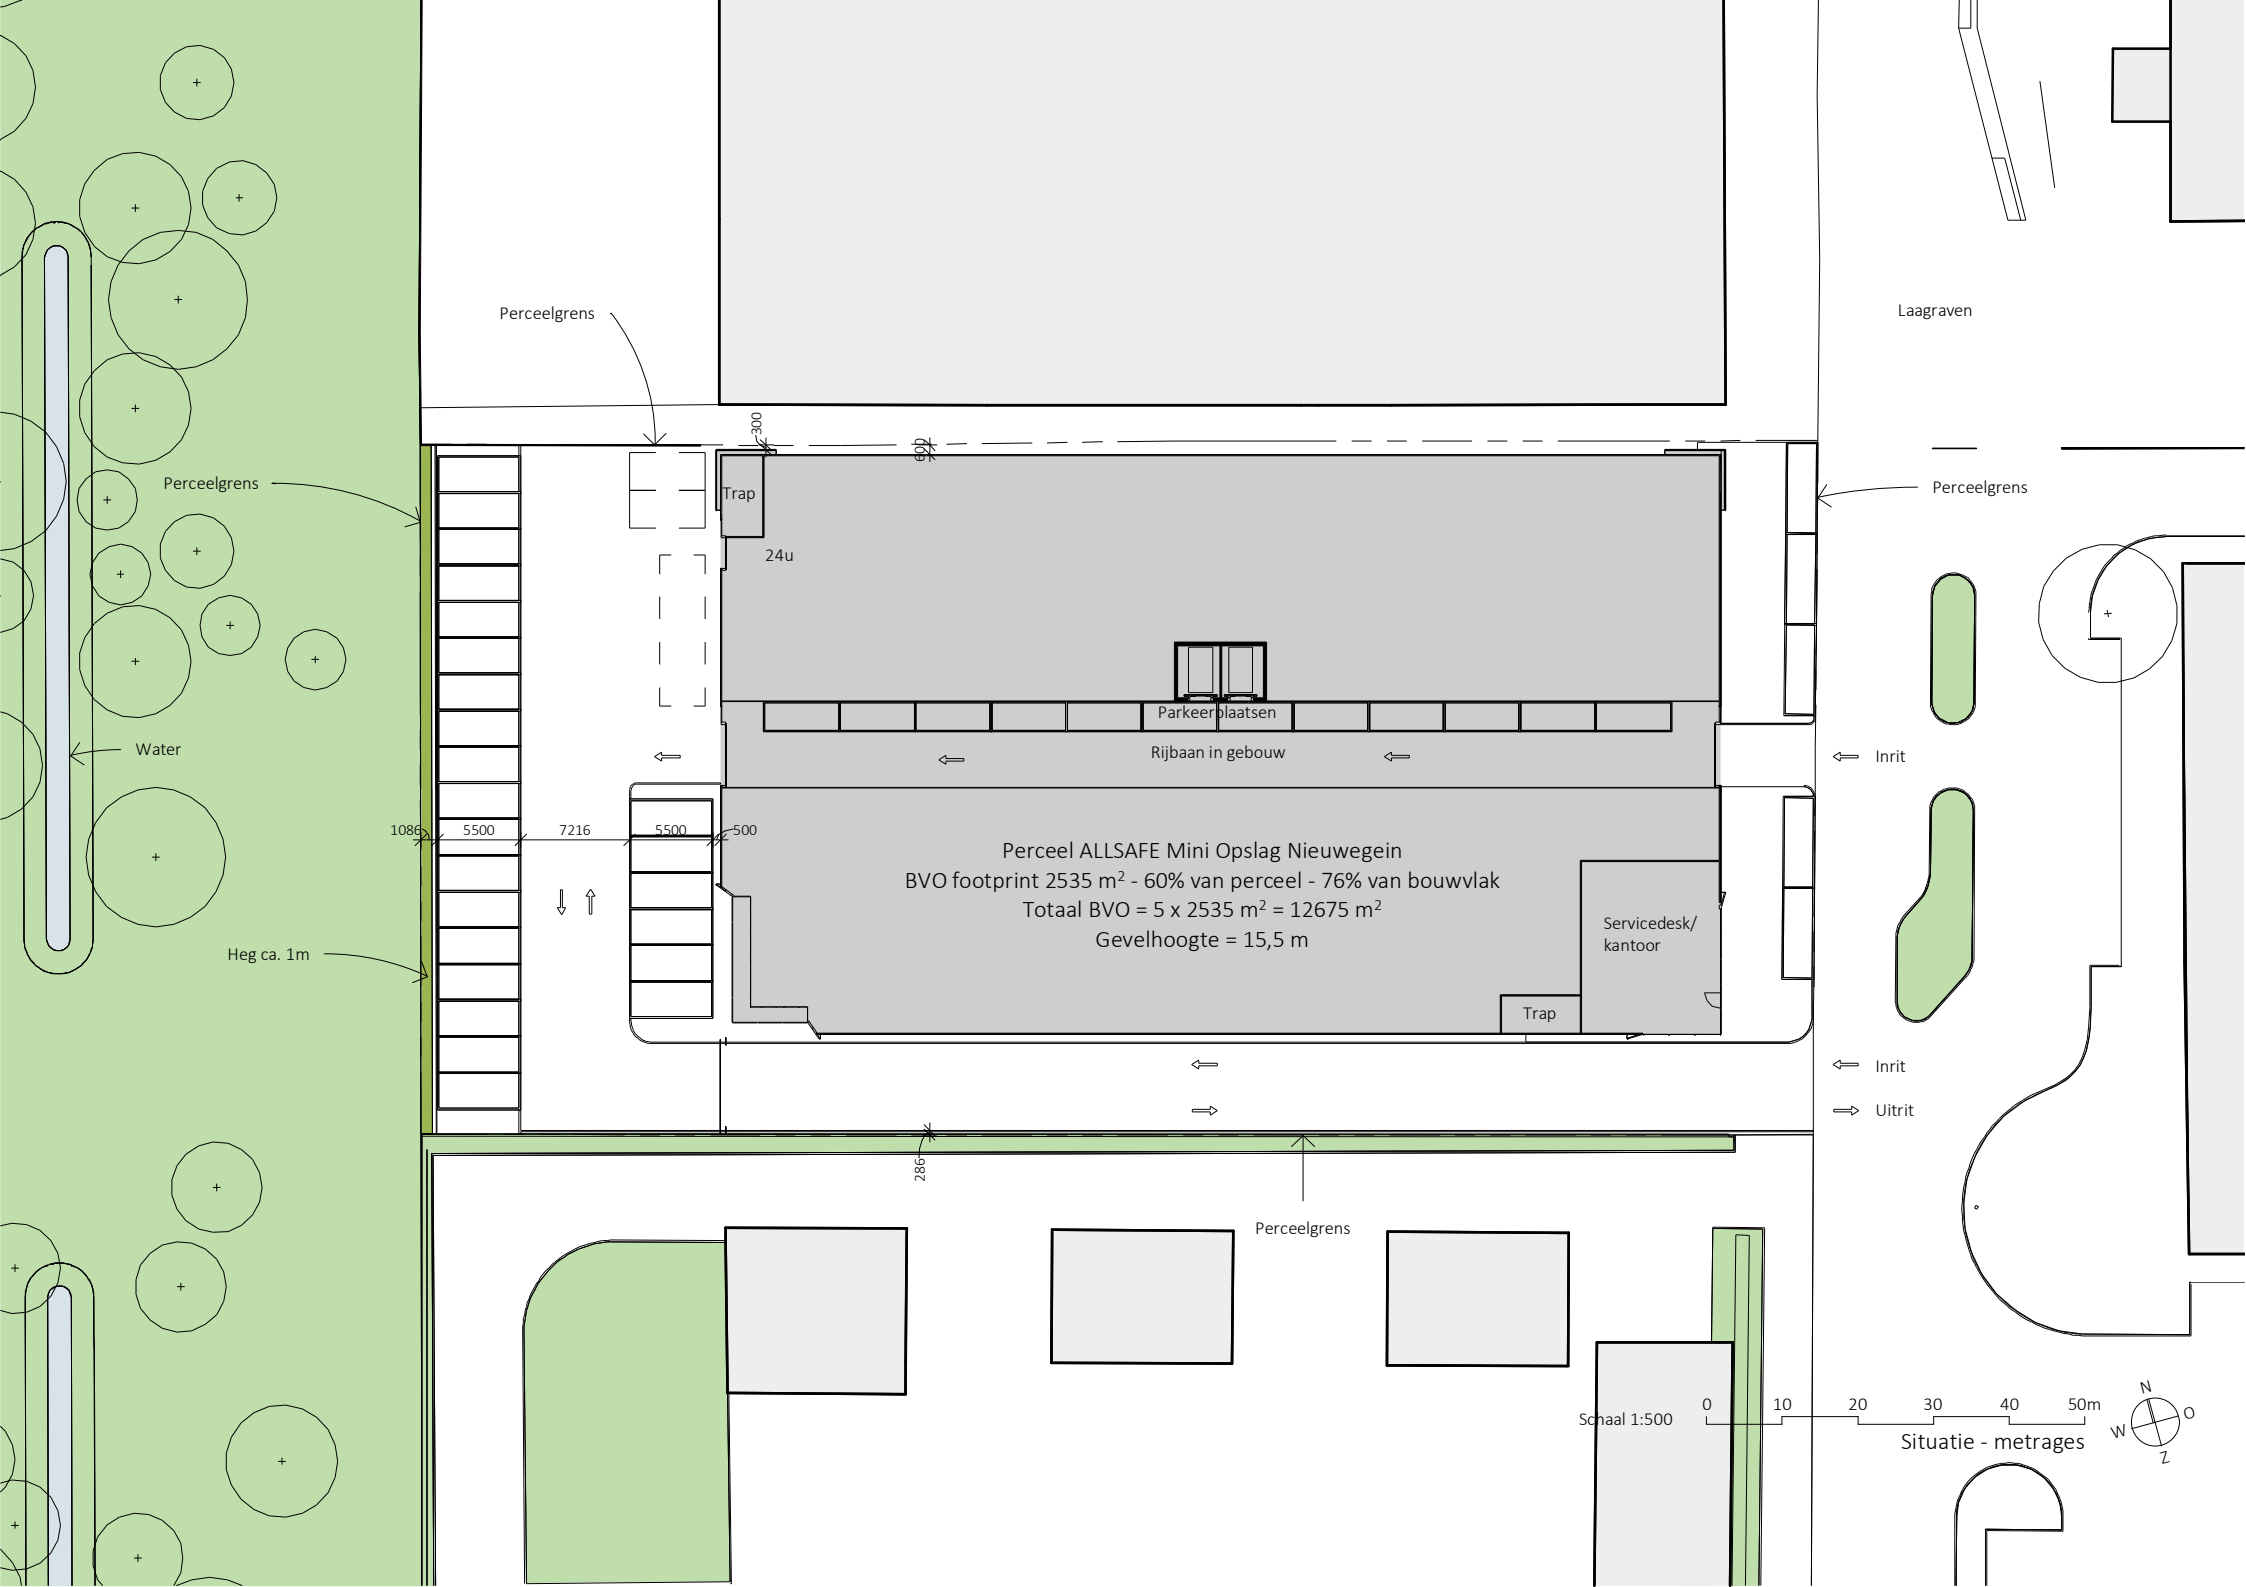 Perceelgrens
Laagraven
300
600
Perceelgrens
Trap
Perceelgrens
24u
Parkeerplaatsen
Water
Rijbaan in gebouw
Inrit
1086
5500
7216
5500
500
Perceel ALLSAFE Mini Opslag Nieuwegein
BVO footprint 2535 m² - 60% van perceel - 76% van bouwvlak
Totaal BVO = 5 x 2535 m² = 12675 m²
Gevelhoogte = 15,5 m
Servicedesk/
kantoor
Heg ca. 1m
Trap
Inrit
Uitrit
286
Perceelgrens
Schaal 1:500
0 10 20 30 40 50m
Situatie - metrages
N
O
W
Z